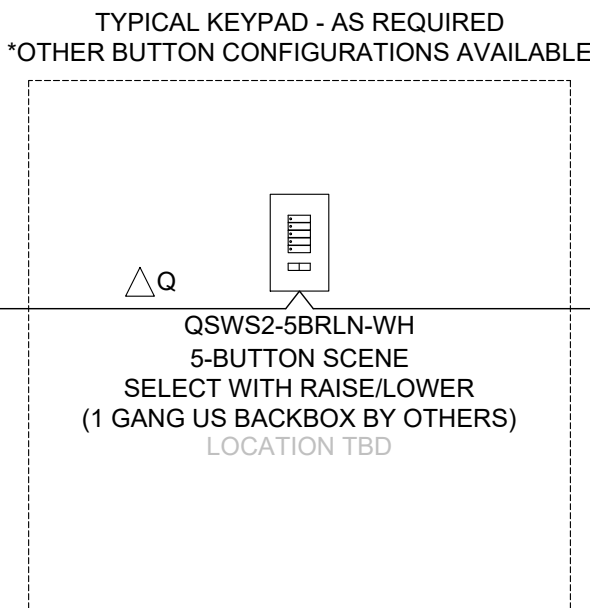 TYPICAL KEYPAD - AS REQUIRED
*OTHER BUTTON CONFIGURATIONS AVAILABLE
Q
QSWS2-5BRLN-WH
5-BUTTON SCENE
SELECT WITH RAISE/LOWER
(1 GANG US BACKBOX BY OTHERS)
LOCATION TBD